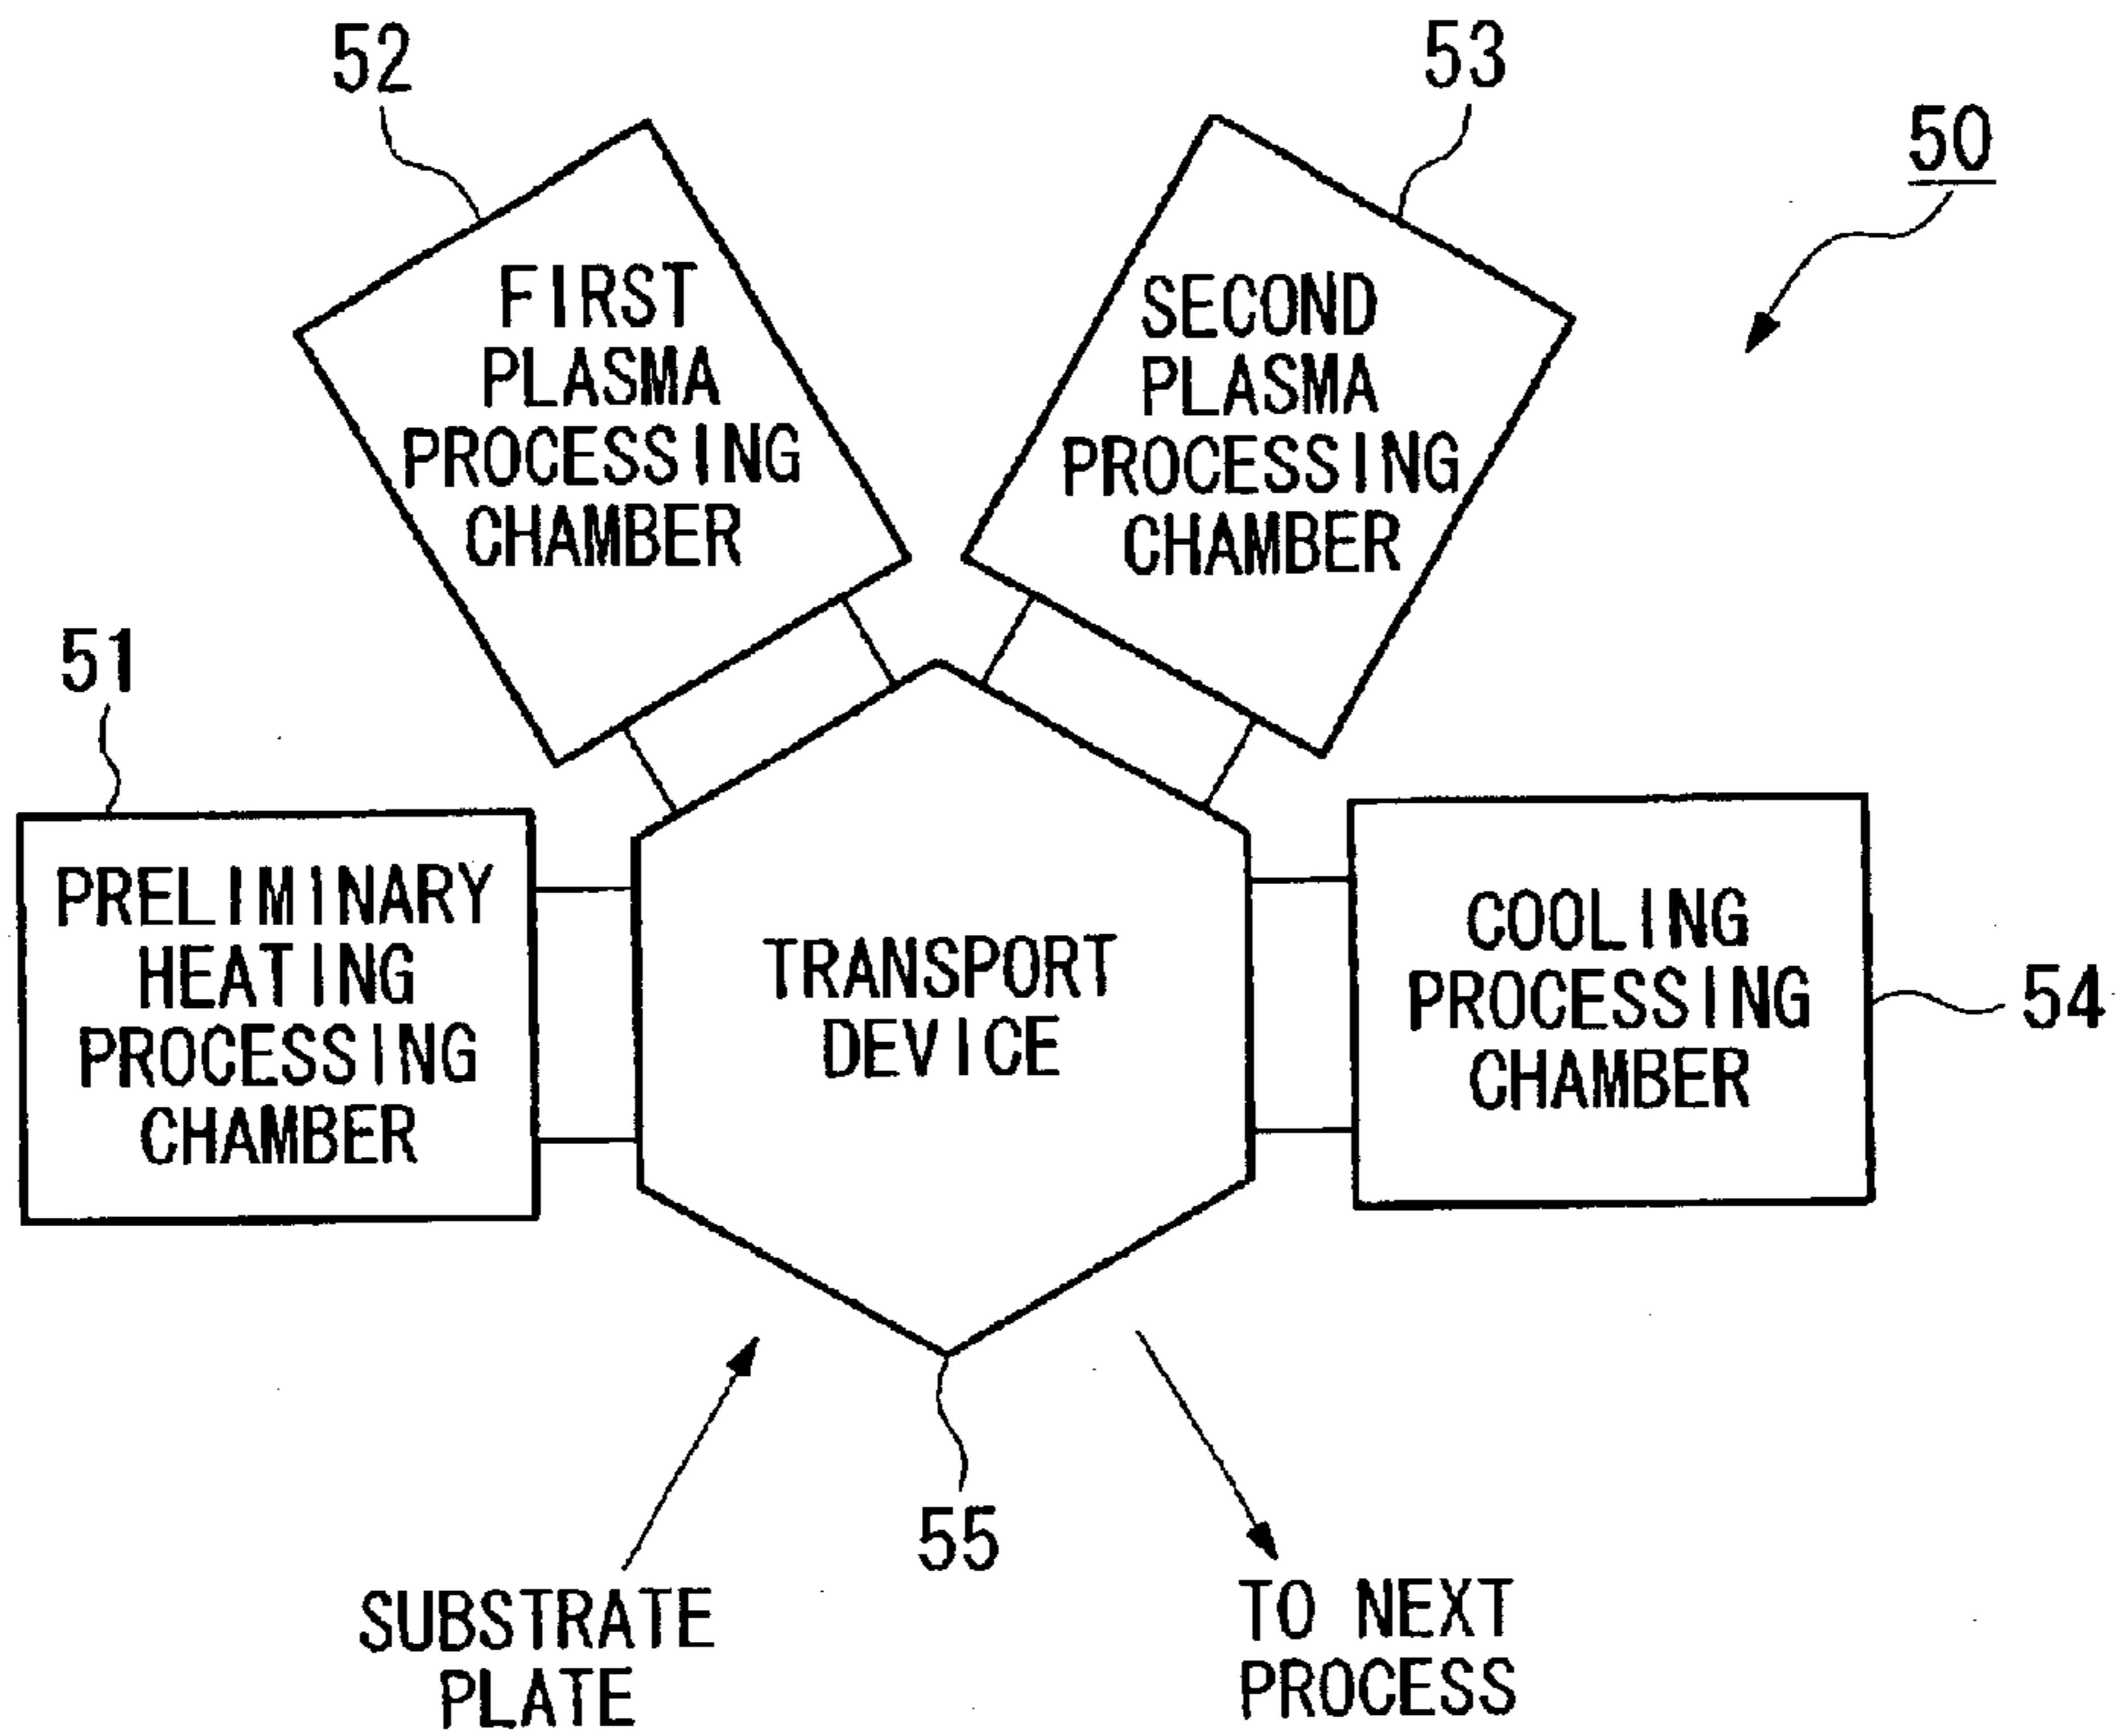 52
53
50
FIRST
PLASMA
PROCESSING
CHAMBER
SECOND
PLASMA
PROCESSING
CHAMBER
51
PRELIMINARY
HEATING
PROCESSING
CHAMBER
TRANSPORT
DEVICE
COOLING
PROCESSING
CHAMBER
54
55
SUBSTRATE
PLATE
TO NEXT
PROCESS